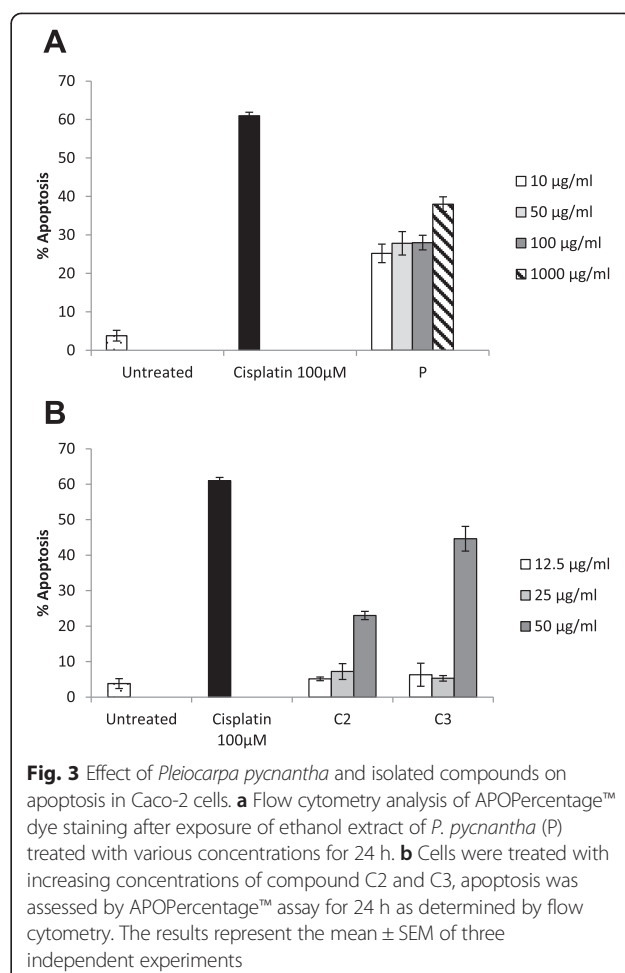 A
70
60
50
40
30
20
10
0
% Apoptosis
Untreated
Cisplatin 100µM
P
10 µg/ml
50 µg/ml
100 µg/ml
1000 µg/ml
B
70
60
50
40
30
20
10
0
% Apoptosis
Untreated
Cisplatin
100µM
C2
C3
12.5 µg/ml
25 µg/ml
50 µg/ml
Fig. 3 Effect of Pleiocarpa pycnantha and isolated compounds on
apoptosis in Caco-2 cells. a Flow cytometry analysis of APOPercentage™
dye staining after exposure of ethanol extract of P. pycnantha (P)
treated with various concentrations for 24 h. b Cells were treated with
increasing concentrations of compound C2 and C3, apoptosis was
assessed by APOPercentage™ assay for 24 h as determined by flow
cytometry. The results represent the mean ± SEM of three
independent experiments